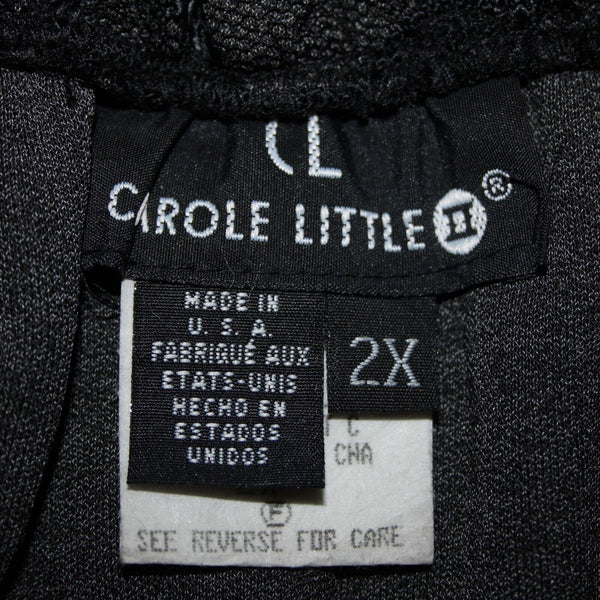 CL
CAROLE LITTLE II ®
MADE IN
U.S.A.
FABRIQUÉ AUX
ETATS-UNIS
HECHO EN
ESTADOS
UNIDOS
2X
C
CHA
F
SEE REVERSE FOR CARE